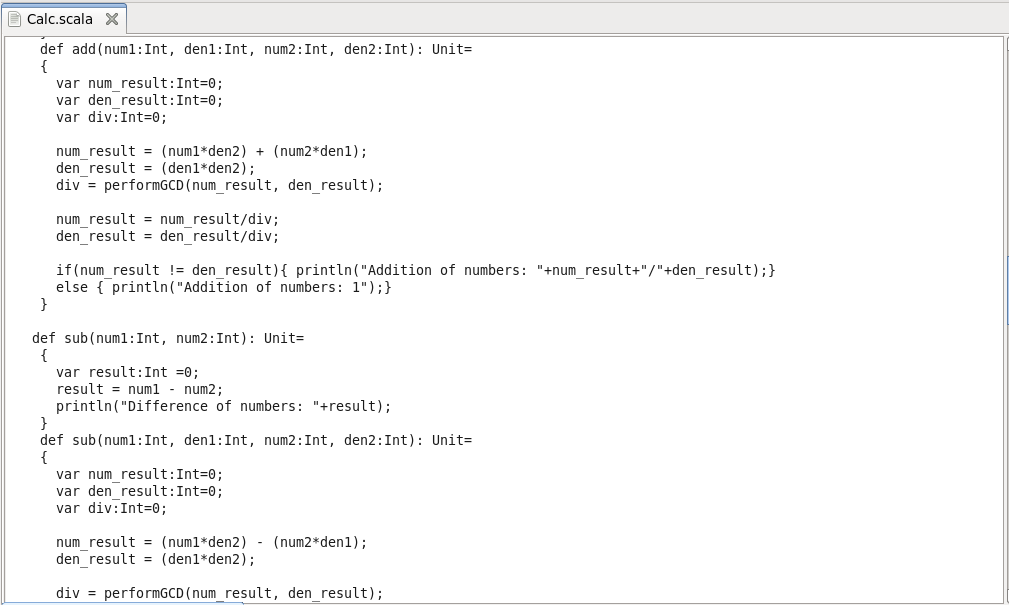 Calc.scala
def add(num1:Int, den1:Int, num2:Int, den2:Int): Unit=
{
var num_result:Int=0;
var den_result:Int=0;
var div:Int=0;
num_result = (num1*den2) + (num2*den1);
den_result = (den1*den2);
div = performGCD(num_result, den_result);
num_result = num_result/div;
den_result = den_result/div;
if(num_result != den_result){ println("Addition of numbers: "+num_result+"/"+den_result);}
else { println("Addition of numbers: 1");}
}
def sub(num1:Int, num2:Int): Unit=
{
var result:Int =0;
result = num1 - num2;
println("Difference of numbers: "+result);
}
def sub(num1:Int, den1:Int, num2:Int, den2:Int): Unit=
{
var num_result:Int=0;
var den_result:Int=0;
var div:Int=0;
num_result = (num1*den2) - (num2*den1);
den_result = (den1*den2);
div = performGCD(num_result, den_result);